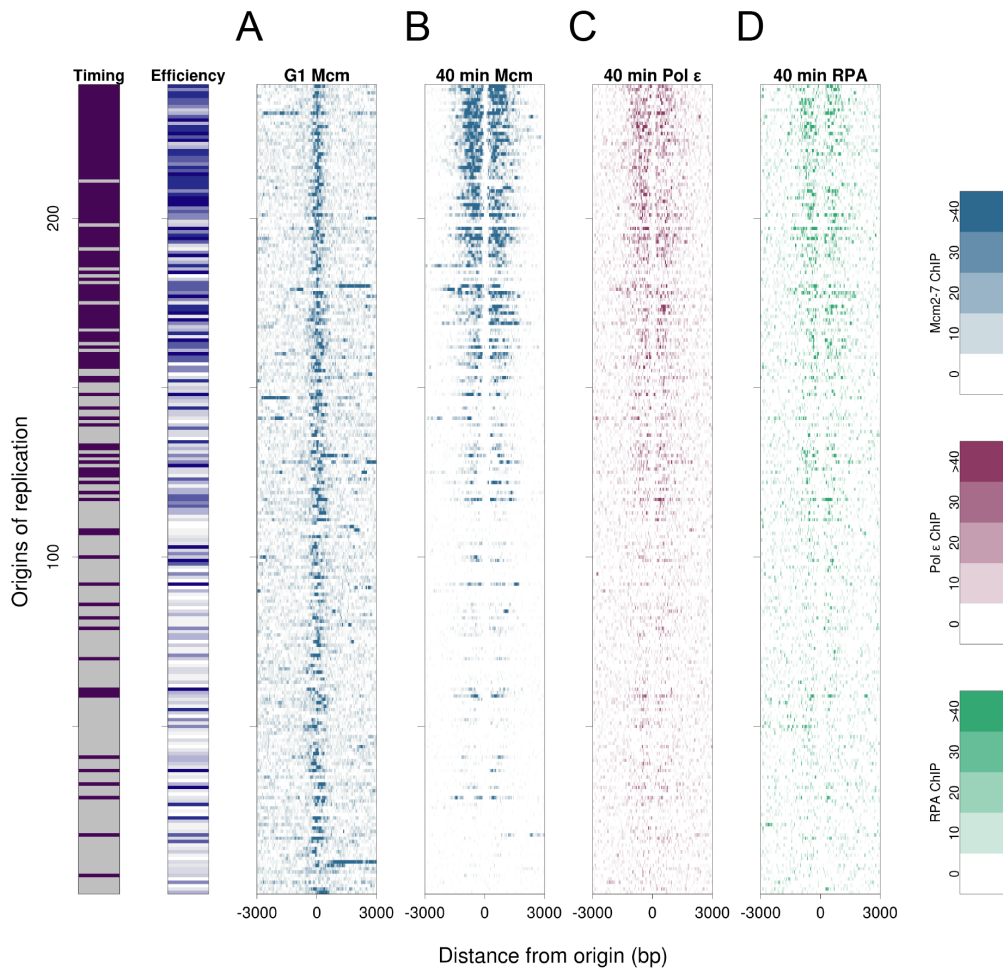 A B C D
Timing Efficiency G1 Mcm 40 min Mcm 40 min Pol ε 40 min RPA
Origins of replication
200
100
-3000 0 3000 -3000 0 3000 -3000 0 3000 -3000 0 3000
Distance from origin (bp)
Mcm2-7 ChIP
0 10 20 30 >40
Pol ε ChIP
0 10 20 30 >40
RPA ChIP
0 10 20 30 >40